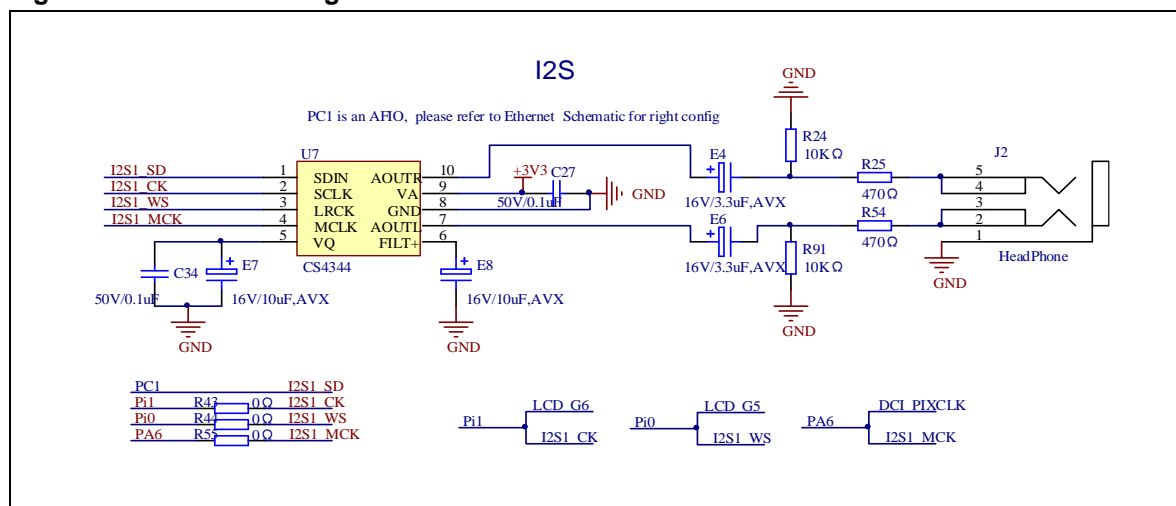 I2S
PC1 is an AFIO, please refer to Ethernet Schematic for right config
GND
R24
10KΩ
U7
I2S1_SD 1 SDIN AOUTR 10
I2S1_CK 2 SCLK VA 9
I2S1_WS 3 LRCK GND 8
I2S1_MCK 4 MCLK AOUTL 7
5 VQ FILT+ 6
CS4344
+3V3
C27
50V/0.1uF
GND
E4
16V/3.3uF,AVX
E6
16V/3.3uF,AVX
R25
470Ω
R54
470Ω
R91
10KΩ
GND
J2
5
4
3
2
1
HeadPhone
GND
C34
50V/0.1uF
E7
16V/10uF,AVX
GND
E8
16V/10uF,AVX
GND
PC1 I2S1_SD
Pi1 R43 0Ω I2S1_CK
Pi0 R44 0Ω I2S1_WS
PA6 R55 0Ω I2S1_MCK
Pi1
LCD_G6
I2S1_CK
Pi0
LCD_G5
I2S1_WS
PA6
DCI_PIXCLK
I2S1_MCK